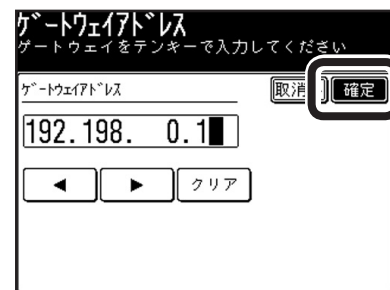 ゲートウェイアドレス
ゲートウェイをテンキーで入力してください
ゲートウェイアドレス
取消
確定
192.198. 0.1
◀ ▶ クリア